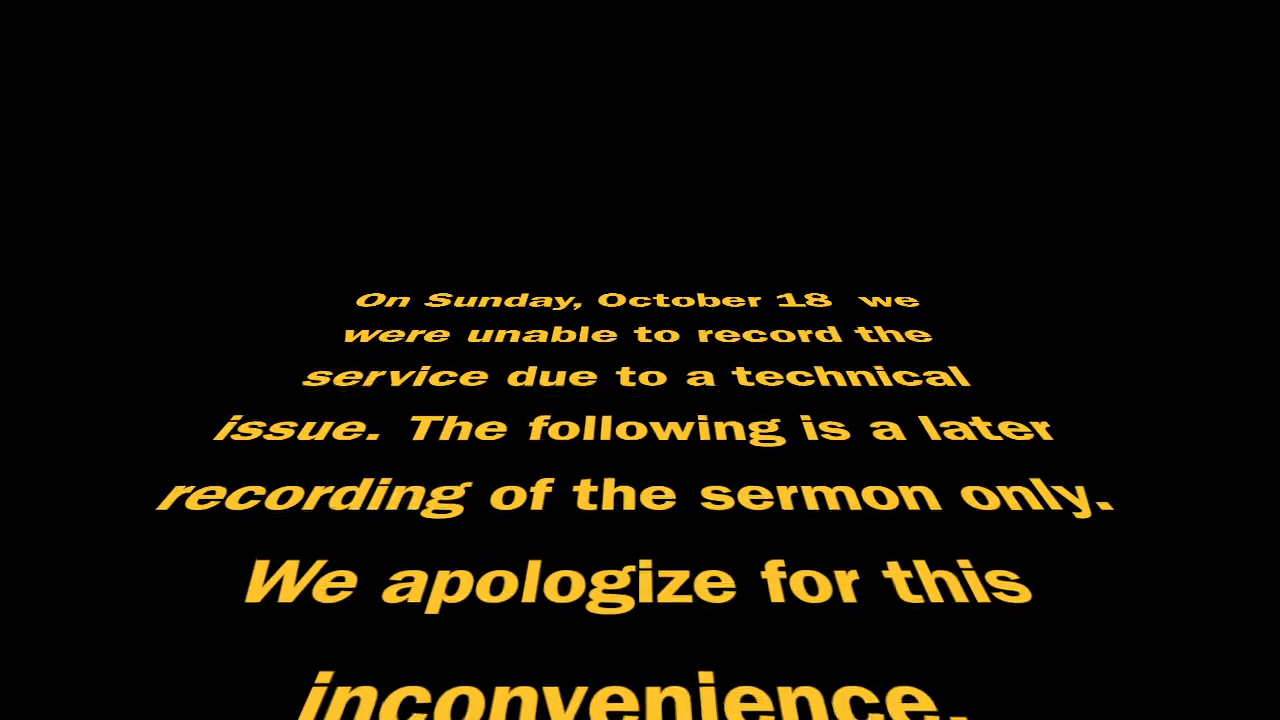 On Sunday, October 18  we
were unable to record the
service due to a technical
issue. The following is a later
recording of the sermon only.
We apologize for this
inconvenience.